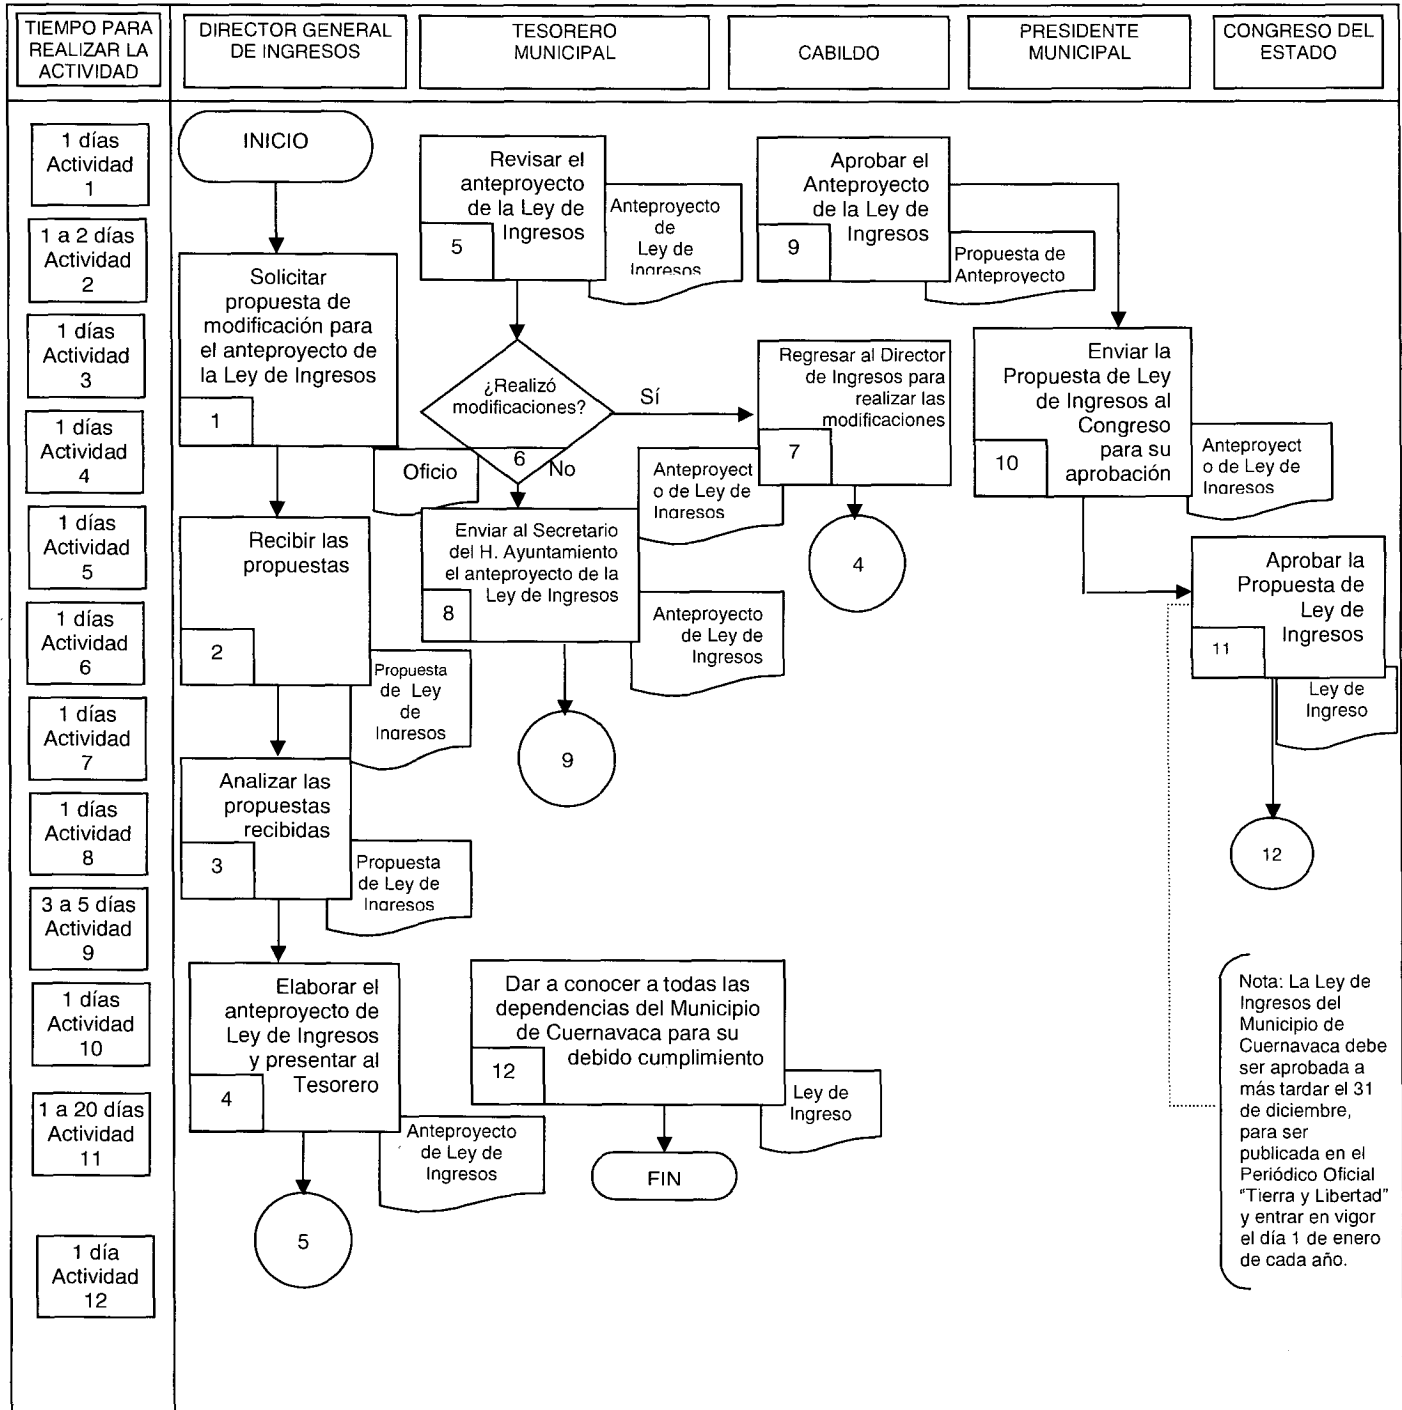 TIEMPO PARA
REALIZAR LA
ACTIVIDAD
DIRECTOR GENERAL
DE INGRESOS
TESORERO
MUNICIPAL
CABILDO
PRESIDENTE
MUNICIPAL
CONGRESO DEL
ESTADO
1 días
Actividad
1
1 a 2 días
Actividad
2
1 días
Actividad
3
1 días
Actividad
4
1 días
Actividad
5
1 días
Actividad
6
1 días
Actividad
7
1 días
Actividad
8
3 a 5 días
Actividad
9
1 días
Actividad
10
1 a 20 días
Actividad
11
1 día
Actividad
12
INICIO
Solicitar
propuesta de
modificación para
el anteproyecto de
la Ley de Ingresos
1
Oficio
Recibir las
propuestas
2
Propuesta
de Ley
de
Ingresos
Analizar las
propuestas
recibidas
3
Propuesta
de Ley de
Ingresos
Elaborar el
anteproyecto de
Ley de Ingresos
y presentar al
Tesorero
4
Anteproyecto
de Ley de
Ingresos
5
Revisar el
anteproyecto
de la Ley de
Ingresos
5
Anteproyecto
de
Ley de
Ingresos
¿Realizó
modificaciones?
Sí
6
No
Anteproyect
o de Ley de
Ingresos
Enviar al Secretario
del H. Ayuntamiento
el anteproyecto de la
Ley de Ingresos
8
Anteproyecto
de Ley de
Ingresos
9
Dar a conocer a todas las
dependencias del Municipio
de Cuernavaca para su
debido cumplimiento
12
Ley de
Ingreso
FIN
Aprobar el
Anteproyecto
de la Ley de
Ingresos
9
Propuesta de
Anteproyecto
Regresar al Director
de Ingresos para
realizar las
modificaciones
7
4
Enviar la
Propuesta de Ley
de Ingresos al
Congreso
para su
aprobación
10
Anteproyect
o de Ley de
Ingresos
Aprobar la
Propuesta de
Ley de
Ingresos
11
Ley de
Ingreso
12
Nota: La Ley de
Ingresos del
Municipio de
Cuernavaca debe
ser aprobada a
más tardar el 31
de diciembre,
para ser
publicada en el
Periódico Oficial
“Tierra y Libertad”
y entrar en vigor
el día 1 de enero
de cada año.